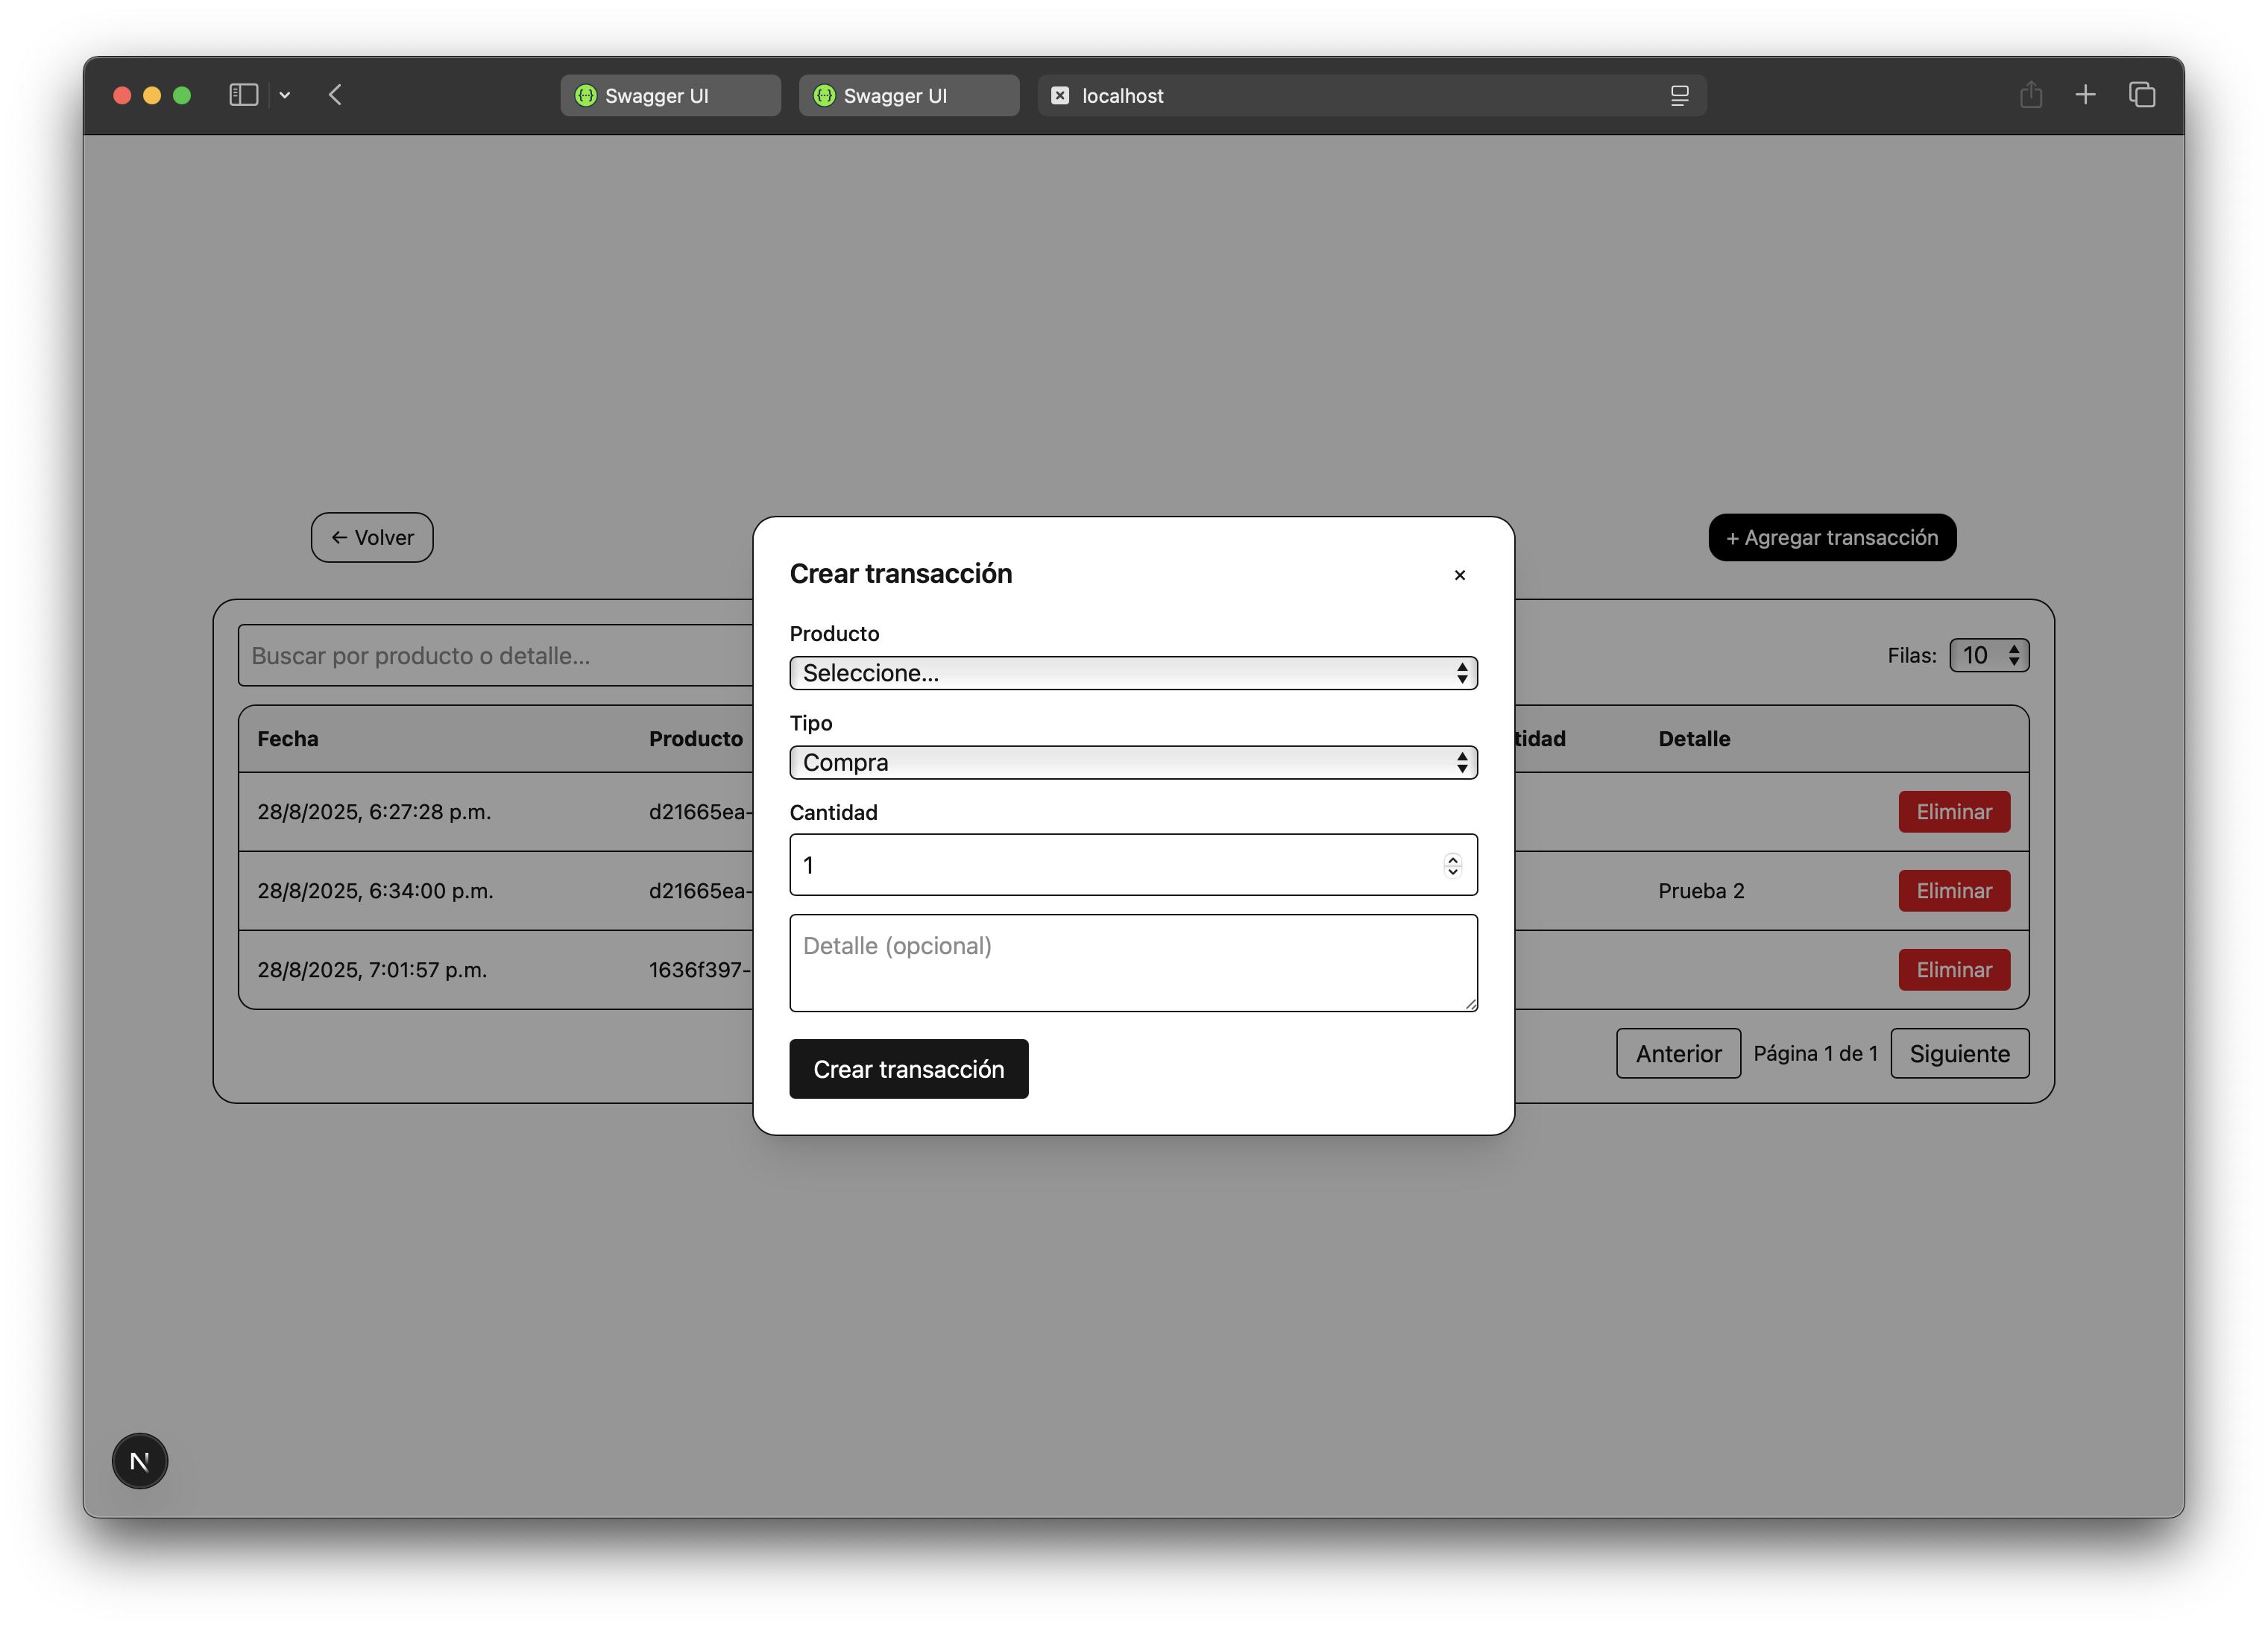 Swagger UI
Swagger UI
localhost
← Volver
+ Agregar transacción
Buscar por producto o detalle...
Filas: 10
Fecha
Producto
tidad
Detalle
28/8/2025, 6:27:28 p.m.
d21665ea-
Eliminar
28/8/2025, 6:34:00 p.m.
d21665ea-
Prueba 2
Eliminar
28/8/2025, 7:01:57 p.m.
1636f397-
Eliminar
Anterior
Página 1 de 1
Siguiente
Crear transacción
×
Producto
Seleccione...
Tipo
Compra
Cantidad
1
Detalle (opcional)
Crear transacción
N